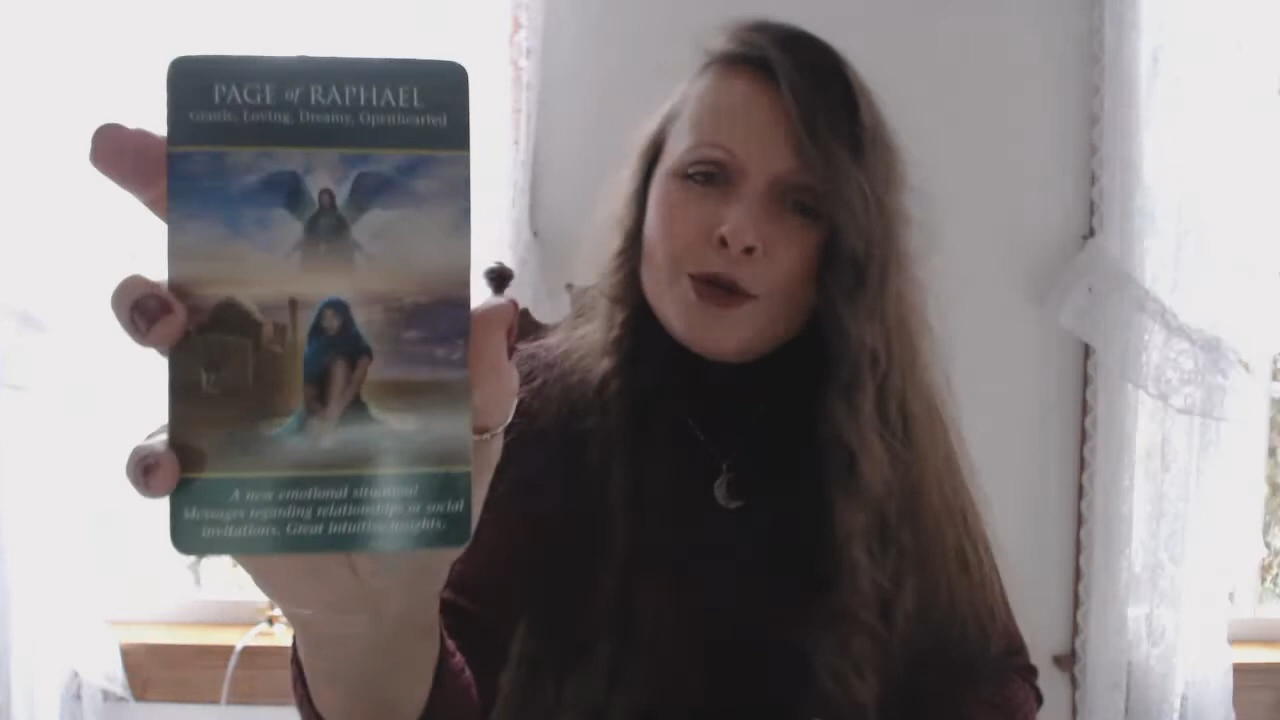 PAGE of RAPHAEL
Gentle, Loving, Dreamy, Openhearted
A new emotional situation!
Messages regarding relationships or social
invitations. Great intuitive insights.